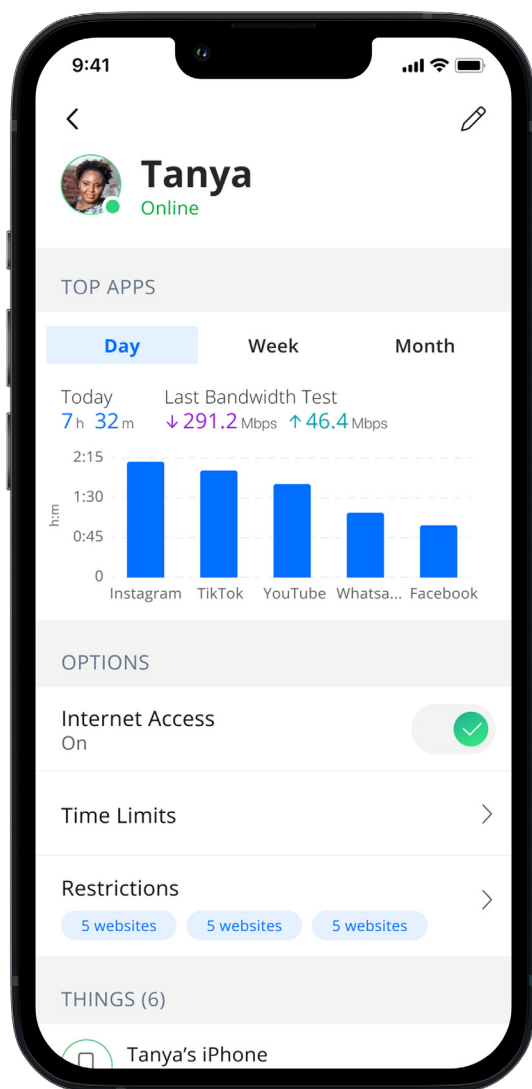 9:41
Tanya
Online
TOP APPS
Day Week Month
Today Last Bandwidth Test
7h 32m ↓291.2 Mbps ↑46.4 Mbps
2:15
1:30
0:45
0
h:m
Instagram TikTok YouTube Whatsa... Facebook
OPTIONS
Internet Access
On
Time Limits
Restrictions
5 websites 5 websites 5 websites
THINGS (6)
Tanya’s iPhone